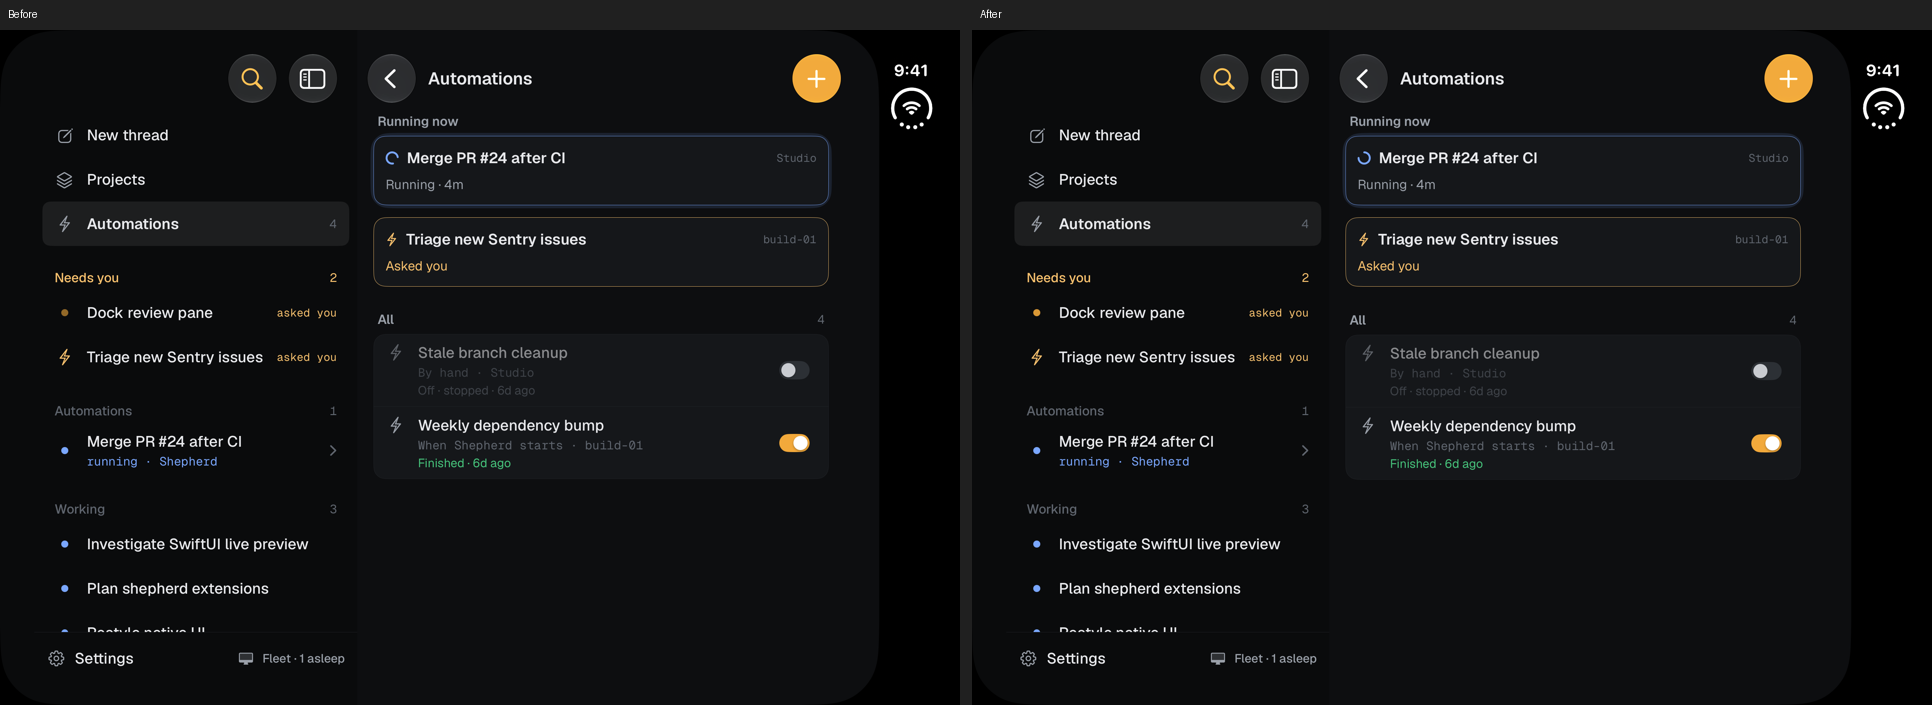 Before
Automations
9:41
New thread
Projects
Automations 4
Needs you 2
Dock review pane asked you
Triage new Sentry issues asked you
Automations 1
Merge PR #24 after CI
running · Shepherd
Working 3
Investigate SwiftUI live preview
Plan shepherd extensions
Restyle native UI
Settings Fleet · 1 asleep
Running now
Merge PR #24 after CI Studio
Running · 4m
Triage new Sentry issues build-01
Asked you
All 4
Stale branch cleanup
By hand · Studio
Off · stopped · 6d ago
Weekly dependency bump
When Shepherd starts · build-01
Finished · 6d ago
After
Automations
9:41
New thread
Projects
Automations 4
Needs you 2
Dock review pane asked you
Triage new Sentry issues asked you
Automations 1
Merge PR #24 after CI
running · Shepherd
Working 3
Investigate SwiftUI live preview
Plan shepherd extensions
Restyle native UI
Settings Fleet · 1 asleep
Running now
Merge PR #24 after CI Studio
Running · 4m
Triage new Sentry issues build-01
Asked you
All 4
Stale branch cleanup
By hand · Studio
Off · stopped · 6d ago
Weekly dependency bump
When Shepherd starts · build-01
Finished · 6d ago